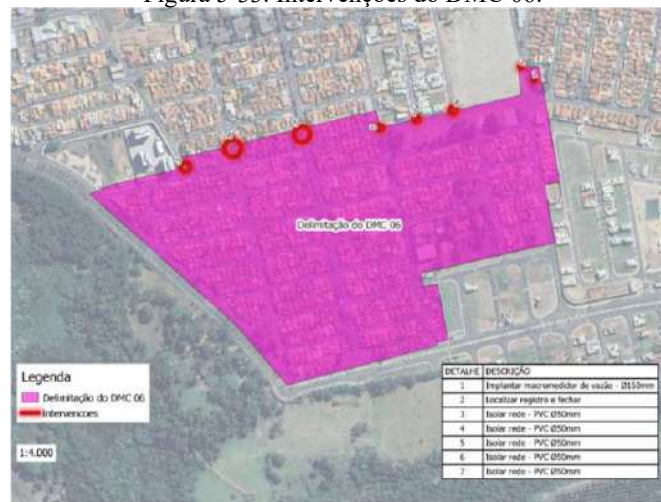 Figura 5-35. Intervenções do DMC 06.
Delimitação do DMC 06
Legenda
Delimitação do DMC 06
Intervencoes
1:4.000
DETALHE DESCRIÇÃO
1 Implantar macromedidor de vazão - Ø150mm
2 Localizar registro e fechar
3 Isolar rede - PVC Ø50mm
4 Isolar rede - PVC Ø50mm
5 Isolar rede - PVC Ø50mm
6 Isolar rede - PVC Ø50mm
7 Isolar rede - PVC Ø50mm